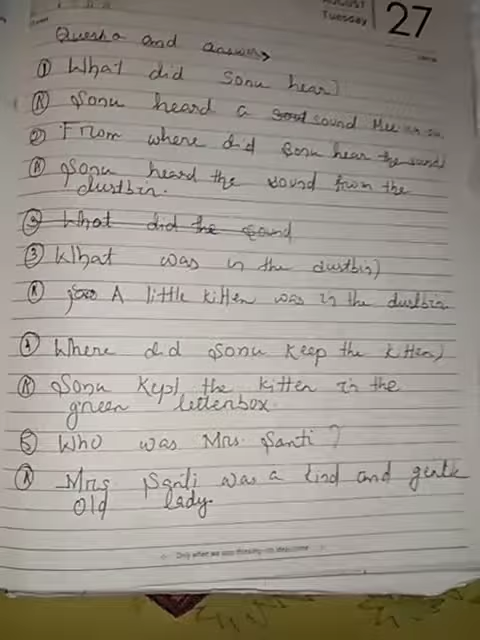 AUGUST
Tuesday 27
Questn and answers
① What did Sonu hear?
Ⓡ Sonu heard a sound Mee
② From where did Sonu hear the sound
Ⓡ Sonu heard the sound from the
dustbin.
③ What did the sound
③ What was in the dustbin?
Ⓡ A little kitten was in the dustbin
④ Where did Sonu keep the kitten?
Ⓡ Sonu kept the kitten in the
green letterbox.
⑤ Who was Mrs. Santi?
Ⓡ Mrs Santi was a kind and gentle
Old lady.